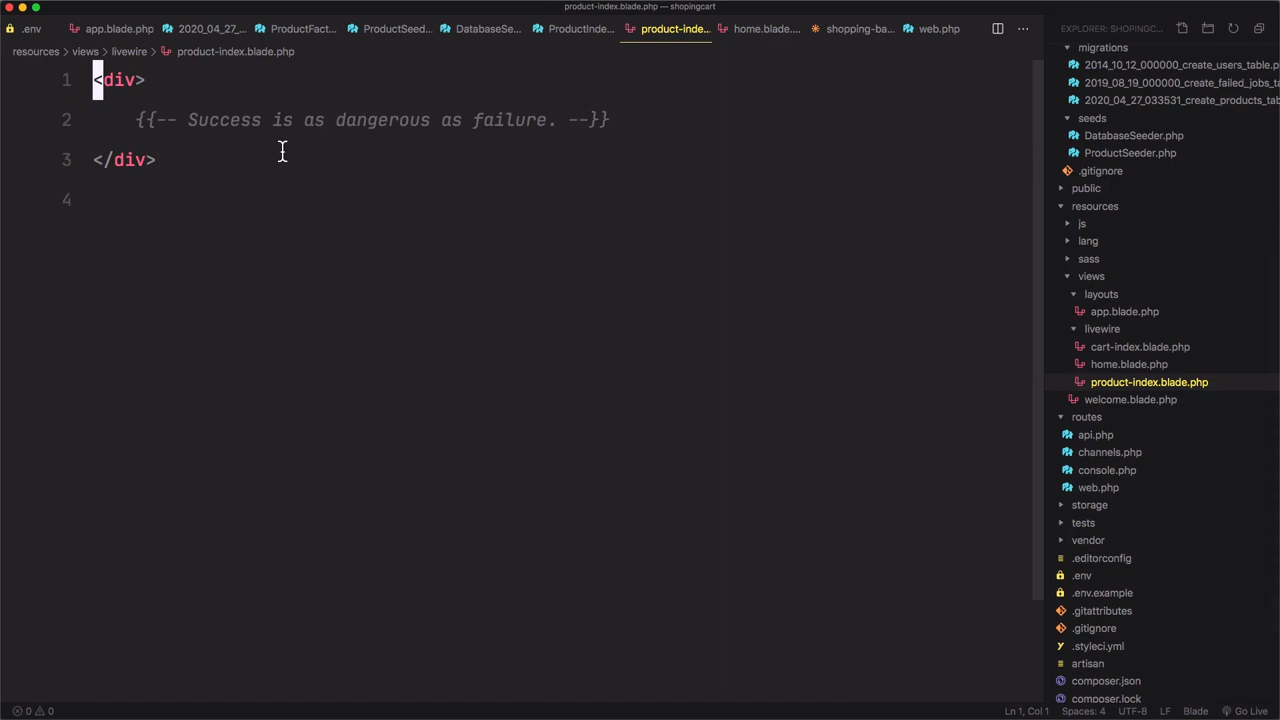 product-index.blade.php — shopingcart
.env
app.blade.php
2020_04_27_...
ProductFact...
ProductSeed...
DatabaseSe...
ProductInde...
product-inde...
home.blade....
shopping-ba...
web.php
EXPLORER: SHOPINGC...
resources › views › livewire › product-index.blade.php
1 <div>
2 {{-- Success is as dangerous as failure. --}}
3 </div>
4
migrations
2014_10_12_000000_create_users_table.p
2019_08_19_000000_create_failed_jobs_ta
2020_04_27_033531_create_products_tab
seeds
DatabaseSeeder.php
ProductSeeder.php
.gitignore
public
resources
js
lang
sass
views
layouts
app.blade.php
livewire
cart-index.blade.php
home.blade.php
product-index.blade.php
welcome.blade.php
routes
api.php
channels.php
console.php
web.php
storage
tests
vendor
.editorconfig
.env
.env.example
.gitattributes
.gitignore
.styleci.yml
artisan
composer.json
composer.lock
0 0
Ln 1, Col 1
Spaces: 4
UTF-8
LF
Blade
Go Live